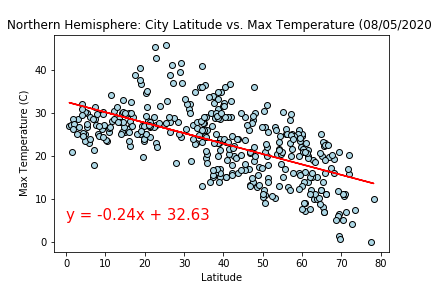 Northern Hemisphere: City Latitude vs. Max Temperature (08/05/2020
Max Temperature (C)
40
30
20
10
0
y = -0.24x + 32.63
0 10 20 30 40 50 60 70 80
Latitude